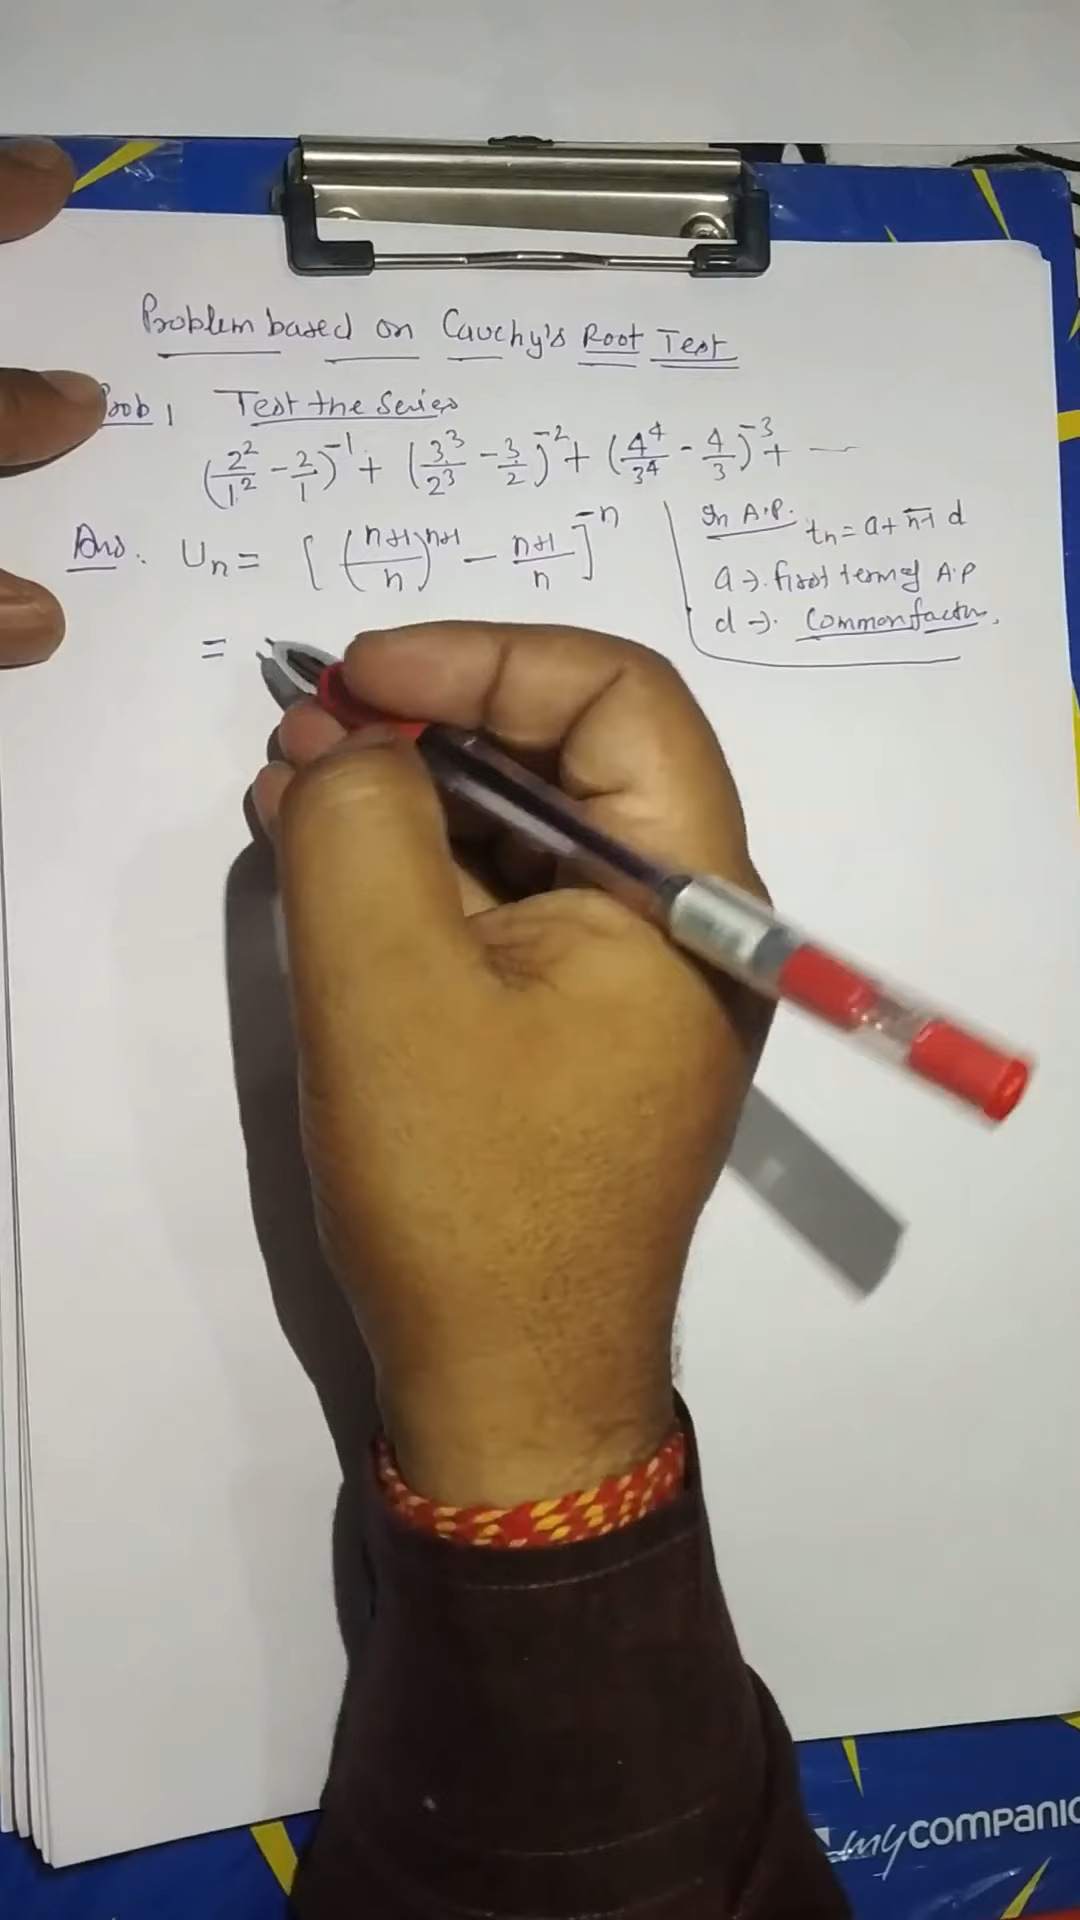 Problem based on Cauchy's Root Test
Prob 1 Test the Series
(2²/1² - 2/1)⁻¹ + (3³/2³ - 3/2)⁻² + (4⁴/3⁴ - 4/3)⁻³ + ---
Ans. Un = [((n+1)/n)ⁿ⁺¹ - (n+1)/n]⁻ⁿ
=
In A.P. tn = a + n-1 d
a → first term of A.P
d → Common factor.
my COMPANIO